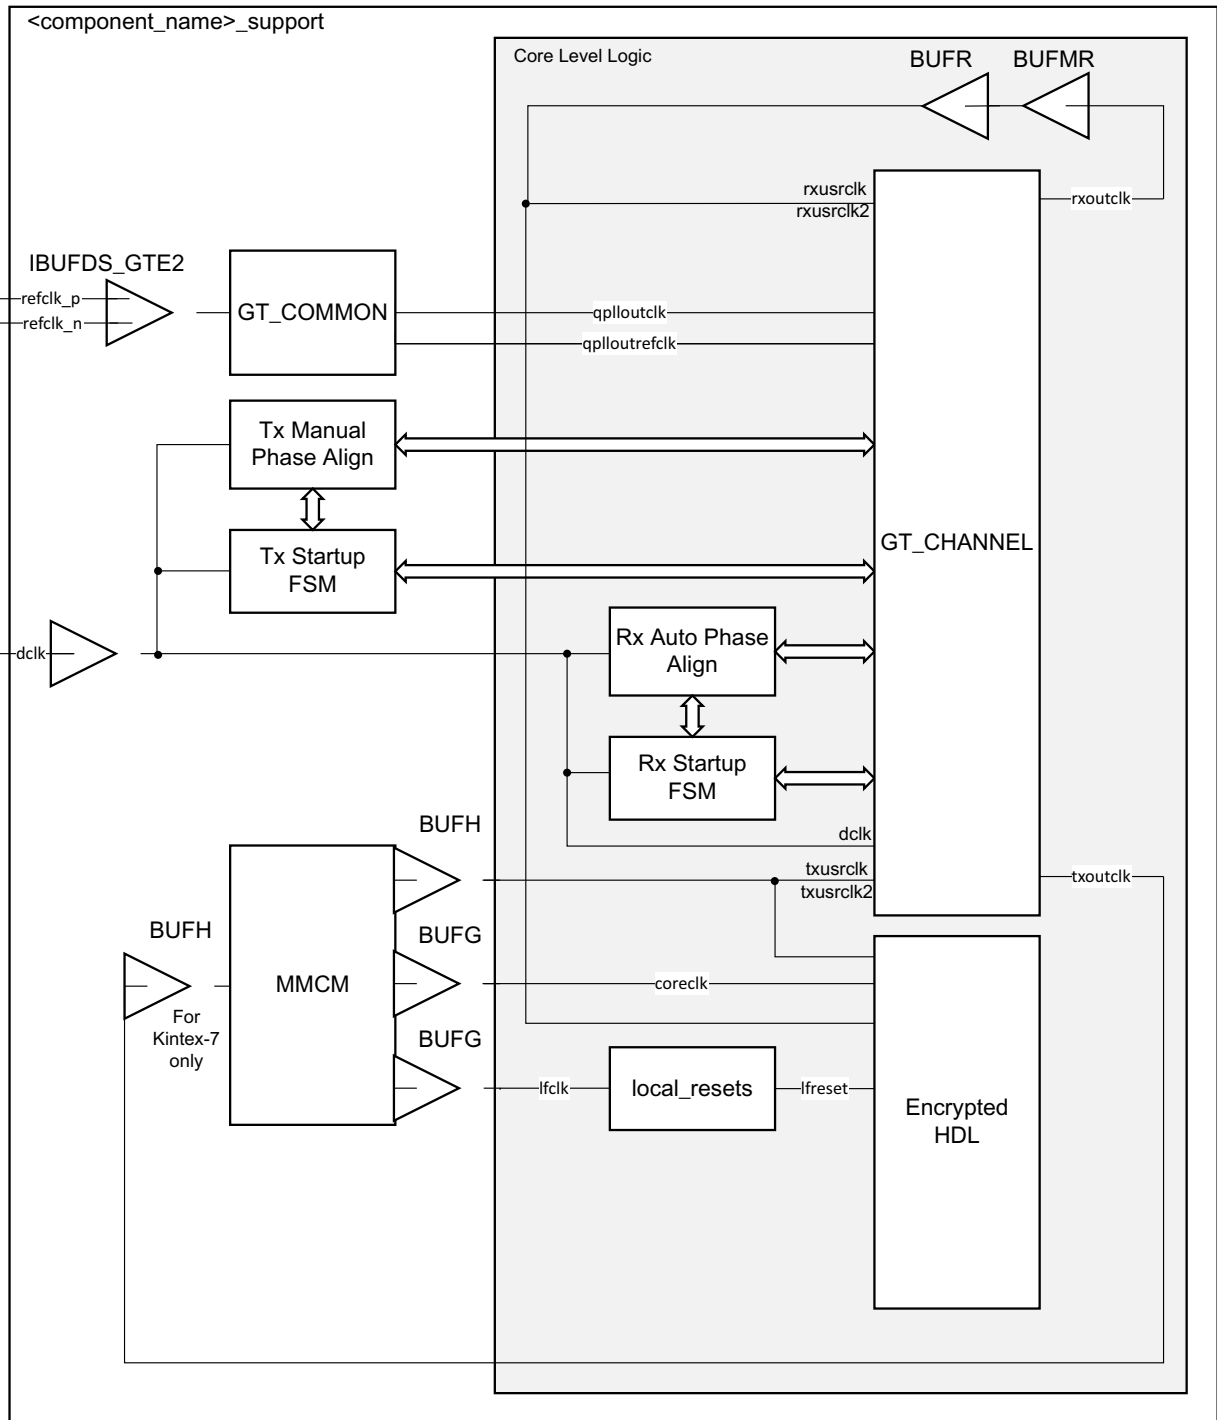 <component_name>_support
Core Level Logic
BUFR
BUFMR
rxusrclk
rxusrclk2
rxoutclk
IBUFDS_GTE2
refclk_p
refclk_n
GT_COMMON
qplloutclk
qplloutrefclk
Tx Manual
Phase Align
Tx Startup
FSM
GT_CHANNEL
dclk
Rx Auto Phase
Align
Rx Startup
FSM
dclk
BUFH
txusrclk
txusrclk2
txoutclk
BUFH
BUFG
MMCM
coreclk
For
Kintex-7
only
BUFG
lfclk
local_resets
lfreset
Encrypted
HDL